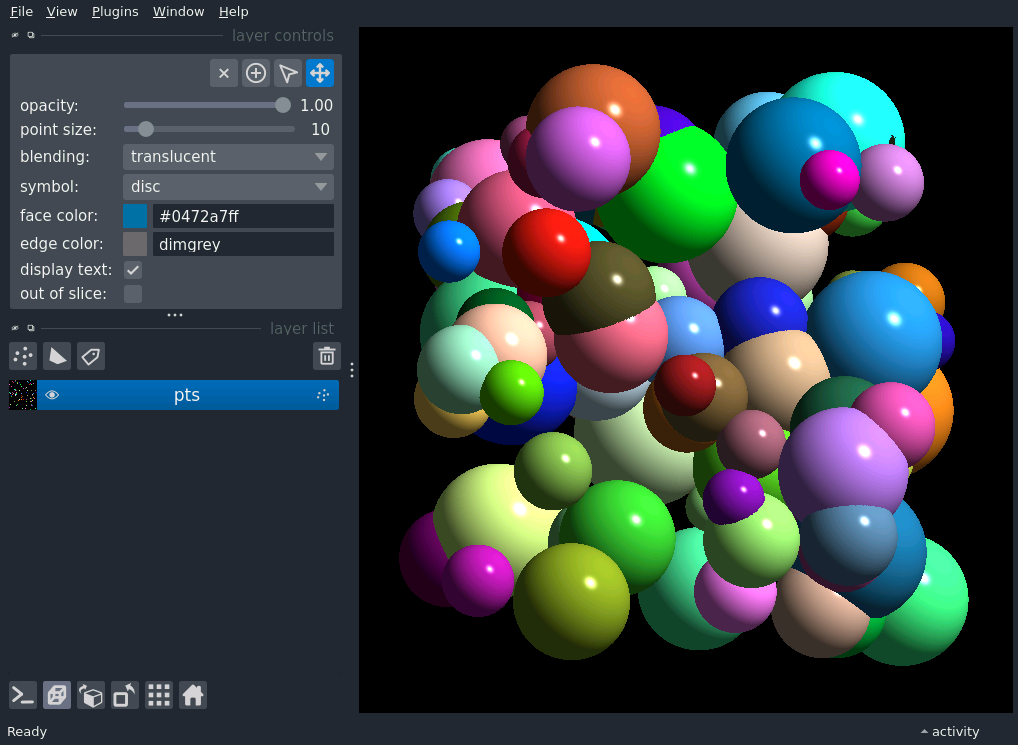 File View Plugins Window Help
layer controls
opacity: 1.00
point size: 10
blending: translucent
symbol: disc
face color: #0472a7ff
edge color: dimgrey
display text:
out of slice:
layer list
pts
Ready
activity